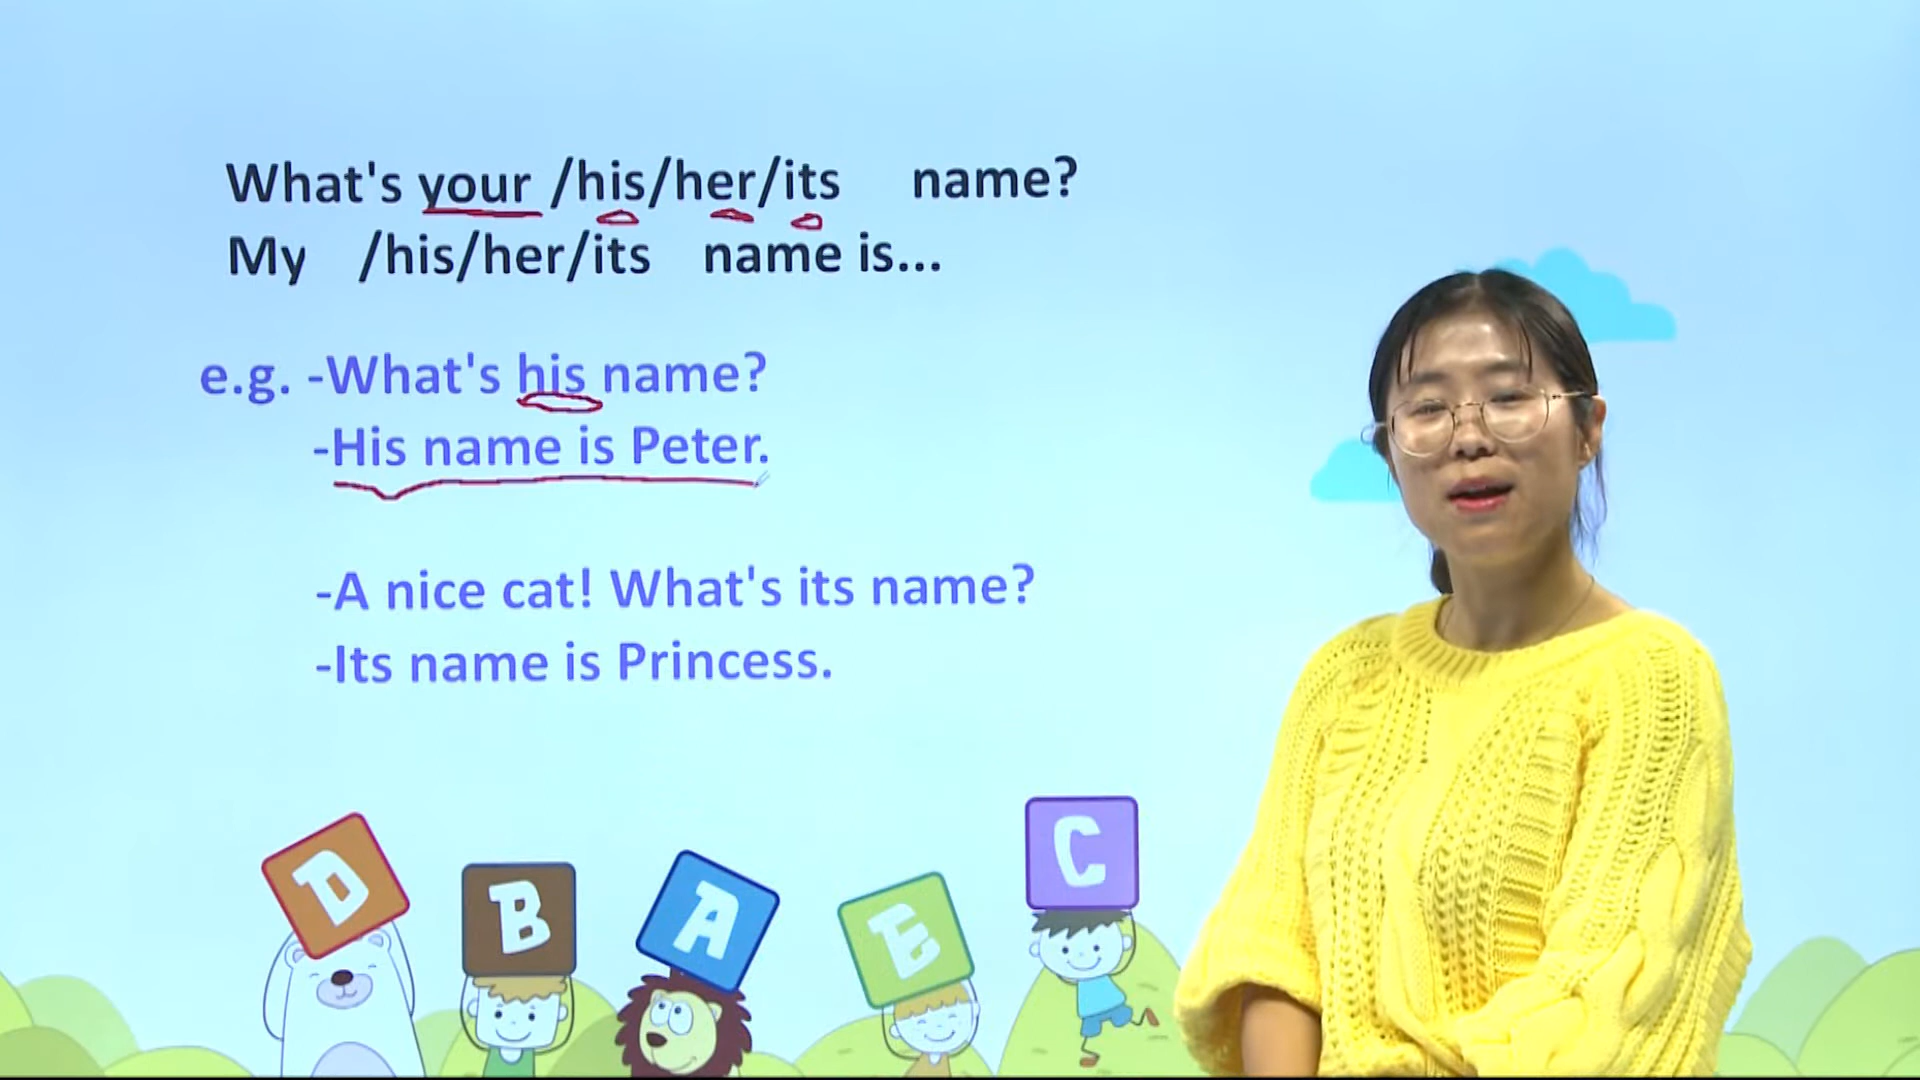 What's your /his/her/its name?
My /his/her/its name is...
e.g. -What's his name?
-His name is Peter.
-A nice cat! What's its name?
-Its name is Princess.
D B A E C